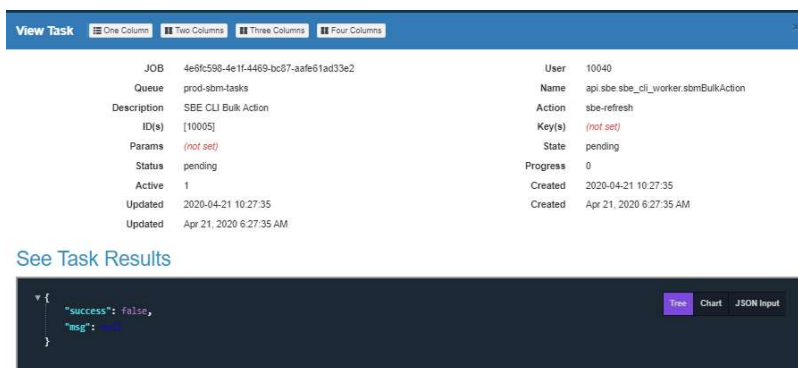 View Task One Column Two Columns Three Columns Four Columns
JOB 4e6fc598-4e1f-4469-bc87-aafe61ad33e2 User 10040
Queue prod-sbm-tasks Name api.sbe.sbe_cli_worker.sbmBulkAction
Description SBE CLI Bulk Action Action sbe-refresh
ID(s) [10005] Key(s) (not set)
Params (not set) State pending
Status pending Progress 0
Active 1 Created 2020-04-21 10:27:35
Updated 2020-04-21 10:27:35 Created Apr 21, 2020 6:27:35 AM
Updated Apr 21, 2020 6:27:35 AM
See Task Results
{
Tree Chart JSON Input
"success": false,
"msg": null
}